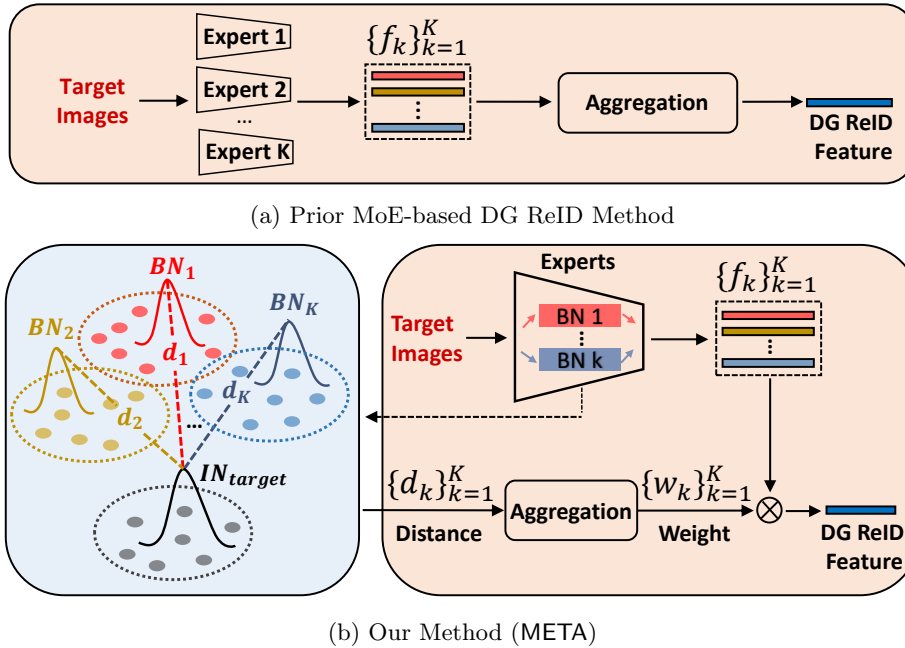 Expert 1
Expert 2
...
Expert K
Target
Images
{f_k}_{k=1}^K
⋮
Aggregation
DG ReID
Feature
(a) Prior MoE-based DG ReID Method
BN_1
BN_2
BN_K
d_1
d_2
d_K
...
IN_target
Experts
BN 1
⋮
BN k
Target
Images
{f_k}_{k=1}^K
⋮
{d_k}_{k=1}^K
Distance
Aggregation
{w_k}_{k=1}^K
Weight
⊗
DG ReID
Feature
(b) Our Method (META)